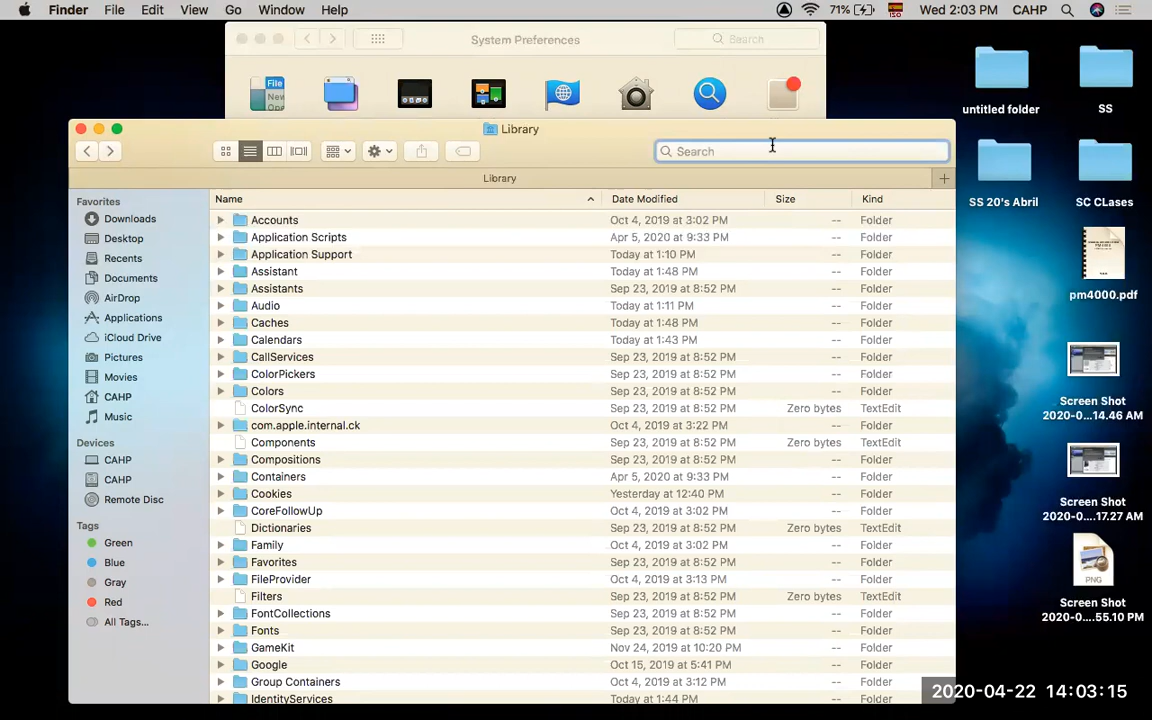 Finder File Edit View Go Window Help 71% ISO Wed 2:03 PM CAHP
System Preferences Search
File
New
Ope
Library
Search
Library
Favorites
Downloads
Desktop
Recents
Documents
AirDrop
Applications
iCloud Drive
Pictures
Movies
CAHP
Music
Devices
CAHP
CAHP
Remote Disc
Tags
Green
Blue
Gray
Red
All Tags...
Name Date Modified Size Kind
Accounts Oct 4, 2019 at 3:02 PM -- Folder
Application Scripts Apr 5, 2020 at 9:33 PM -- Folder
Application Support Today at 1:10 PM -- Folder
Assistant Today at 1:48 PM -- Folder
Assistants Sep 23, 2019 at 8:52 PM -- Folder
Audio Today at 1:11 PM -- Folder
Caches Today at 1:48 PM -- Folder
Calendars Today at 1:43 PM -- Folder
CallServices Sep 23, 2019 at 8:52 PM -- Folder
ColorPickers Sep 23, 2019 at 8:52 PM -- Folder
Colors Sep 23, 2019 at 8:52 PM -- Folder
ColorSync Sep 23, 2019 at 8:52 PM Zero bytes TextEdit
com.apple.internal.ck Oct 4, 2019 at 3:22 PM -- Folder
Components Sep 23, 2019 at 8:52 PM Zero bytes TextEdit
Compositions Sep 23, 2019 at 8:52 PM -- Folder
Containers Apr 5, 2020 at 9:33 PM -- Folder
Cookies Yesterday at 12:40 PM -- Folder
CoreFollowUp Oct 4, 2019 at 3:02 PM -- Folder
Dictionaries Sep 23, 2019 at 8:52 PM Zero bytes TextEdit
Family Oct 4, 2019 at 3:02 PM -- Folder
Favorites Sep 23, 2019 at 8:52 PM -- Folder
FileProvider Oct 4, 2019 at 3:13 PM -- Folder
Filters Sep 23, 2019 at 8:52 PM Zero bytes TextEdit
FontCollections Sep 23, 2019 at 8:52 PM -- Folder
Fonts Sep 23, 2019 at 8:52 PM -- Folder
GameKit Nov 24, 2019 at 10:20 PM -- Folder
Google Oct 15, 2019 at 5:41 PM -- Folder
Group Containers Oct 4, 2019 at 3:12 PM -- Folder
IdentityServices Today at 1:44 PM -- Folder
untitled folder SS
SS 20's Abril SC CLases
pm4000.pdf
Screen Shot
2020-0...14.46 AM
Screen Shot
2020-0....17.27 AM
PNG
Screen Shot
2020-0....55.10 PM
2020-04-22 14:03:15